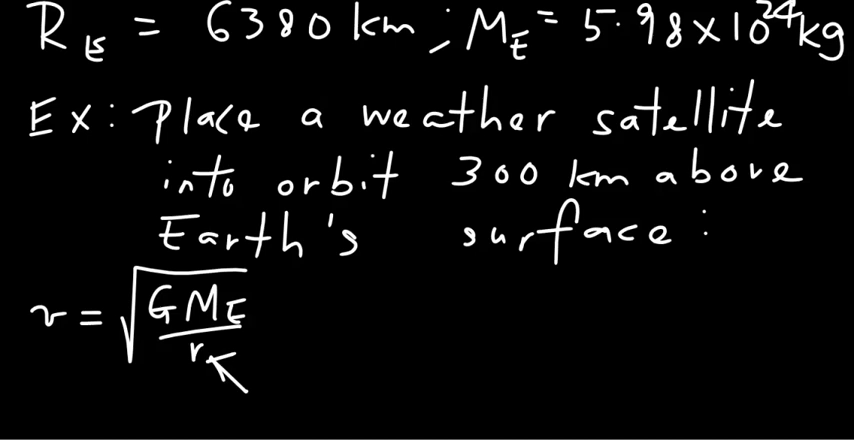 R_E = 6380 km ; M_E = 5.98 x 10^24 kg
Ex: Place a weather satellite
into orbit 300 km above
Earth's surface:
v = √(GM_E/r)